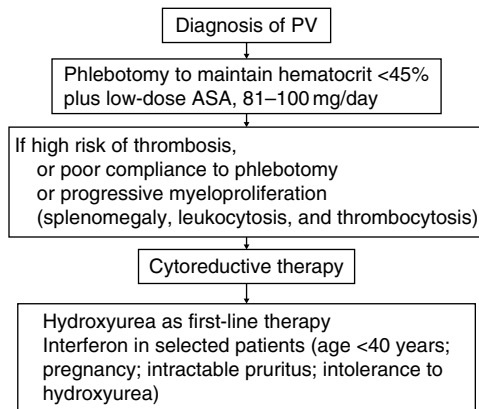 Diagnosis of PV
Phlebotomy to maintain hematocrit <45%
plus low-dose ASA, 81–100 mg/day
If high risk of thrombosis,
or poor compliance to phlebotomy
or progressive myeloproliferation
(splenomegaly, leukocytosis, and thrombocytosis)
Cytoreductive therapy
Hydroxyurea as first-line therapy
Interferon in selected patients (age <40 years;
pregnancy; intractable pruritus; intolerance to
hydroxyurea)